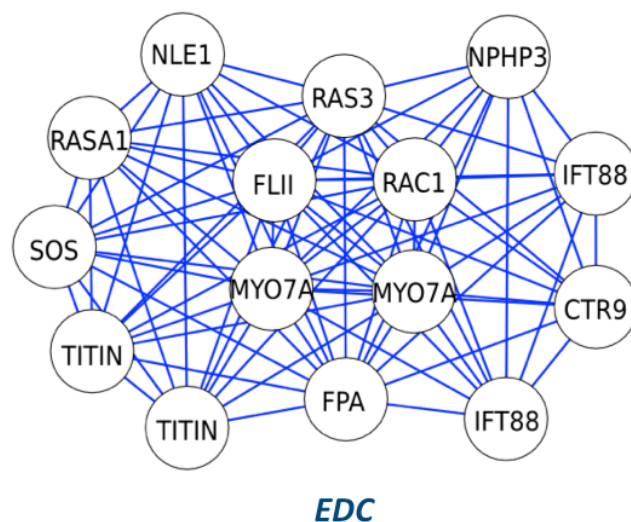 NLE1
NPHP3
RAS3
RASA1
FLII
RAC1
IFT88
SOS
MYO7A
MYO7A
CTR9
TITIN
FPA
TITIN
IFT88
EDC